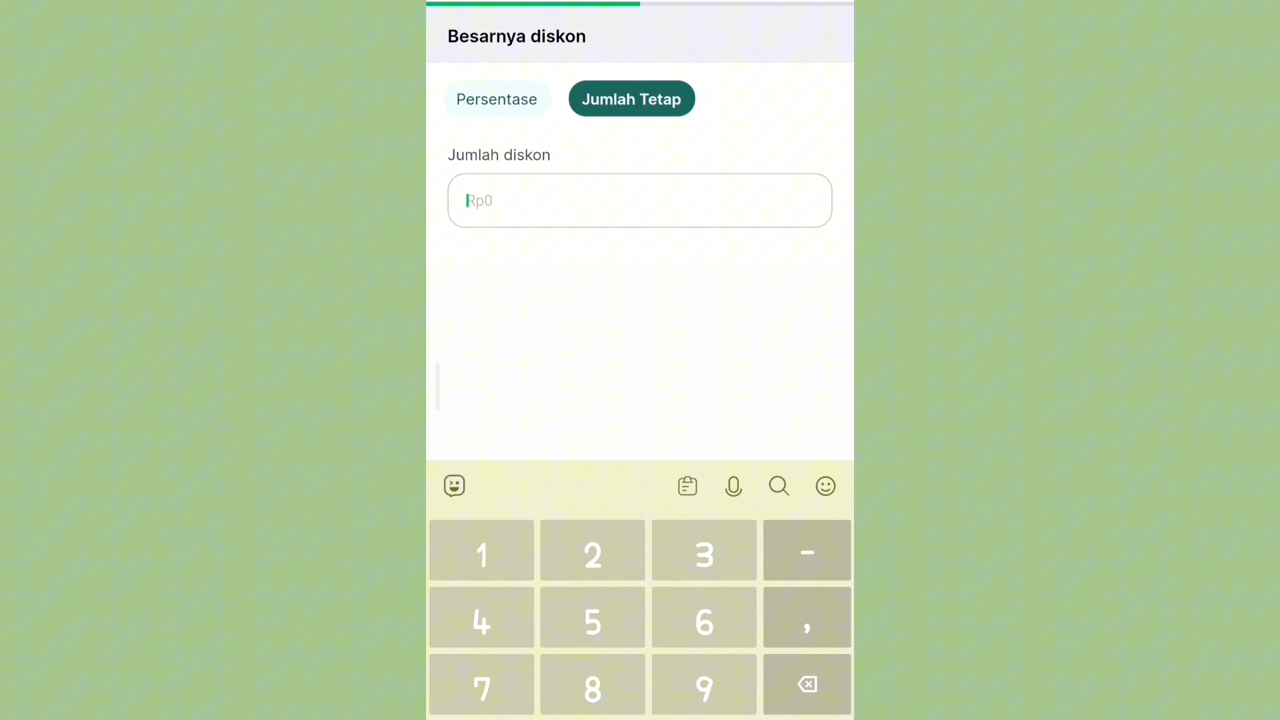 Besarnya diskon
Persentase
Jumlah Tetap
Jumlah diskon
Rp0
1 2 3 -
4 5 6 ,
7 8 9